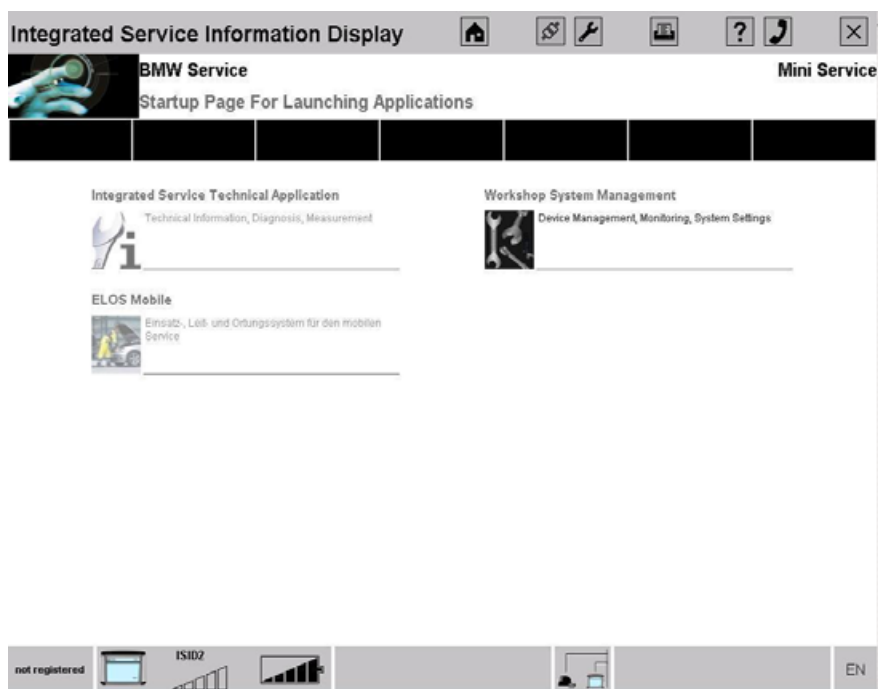 Integrated Service Information Display
?
BMW Service
Mini Service
Startup Page For Launching Applications
Integrated Service Technical Application
Technical Information, Diagnosis, Measurement
i
Workshop System Management
Device Management, Monitoring, System Settings
ELOS Mobile
Einsatz-, Leit- und Ortungssystem für den mobilen
Service
not registered
ISID2
EN